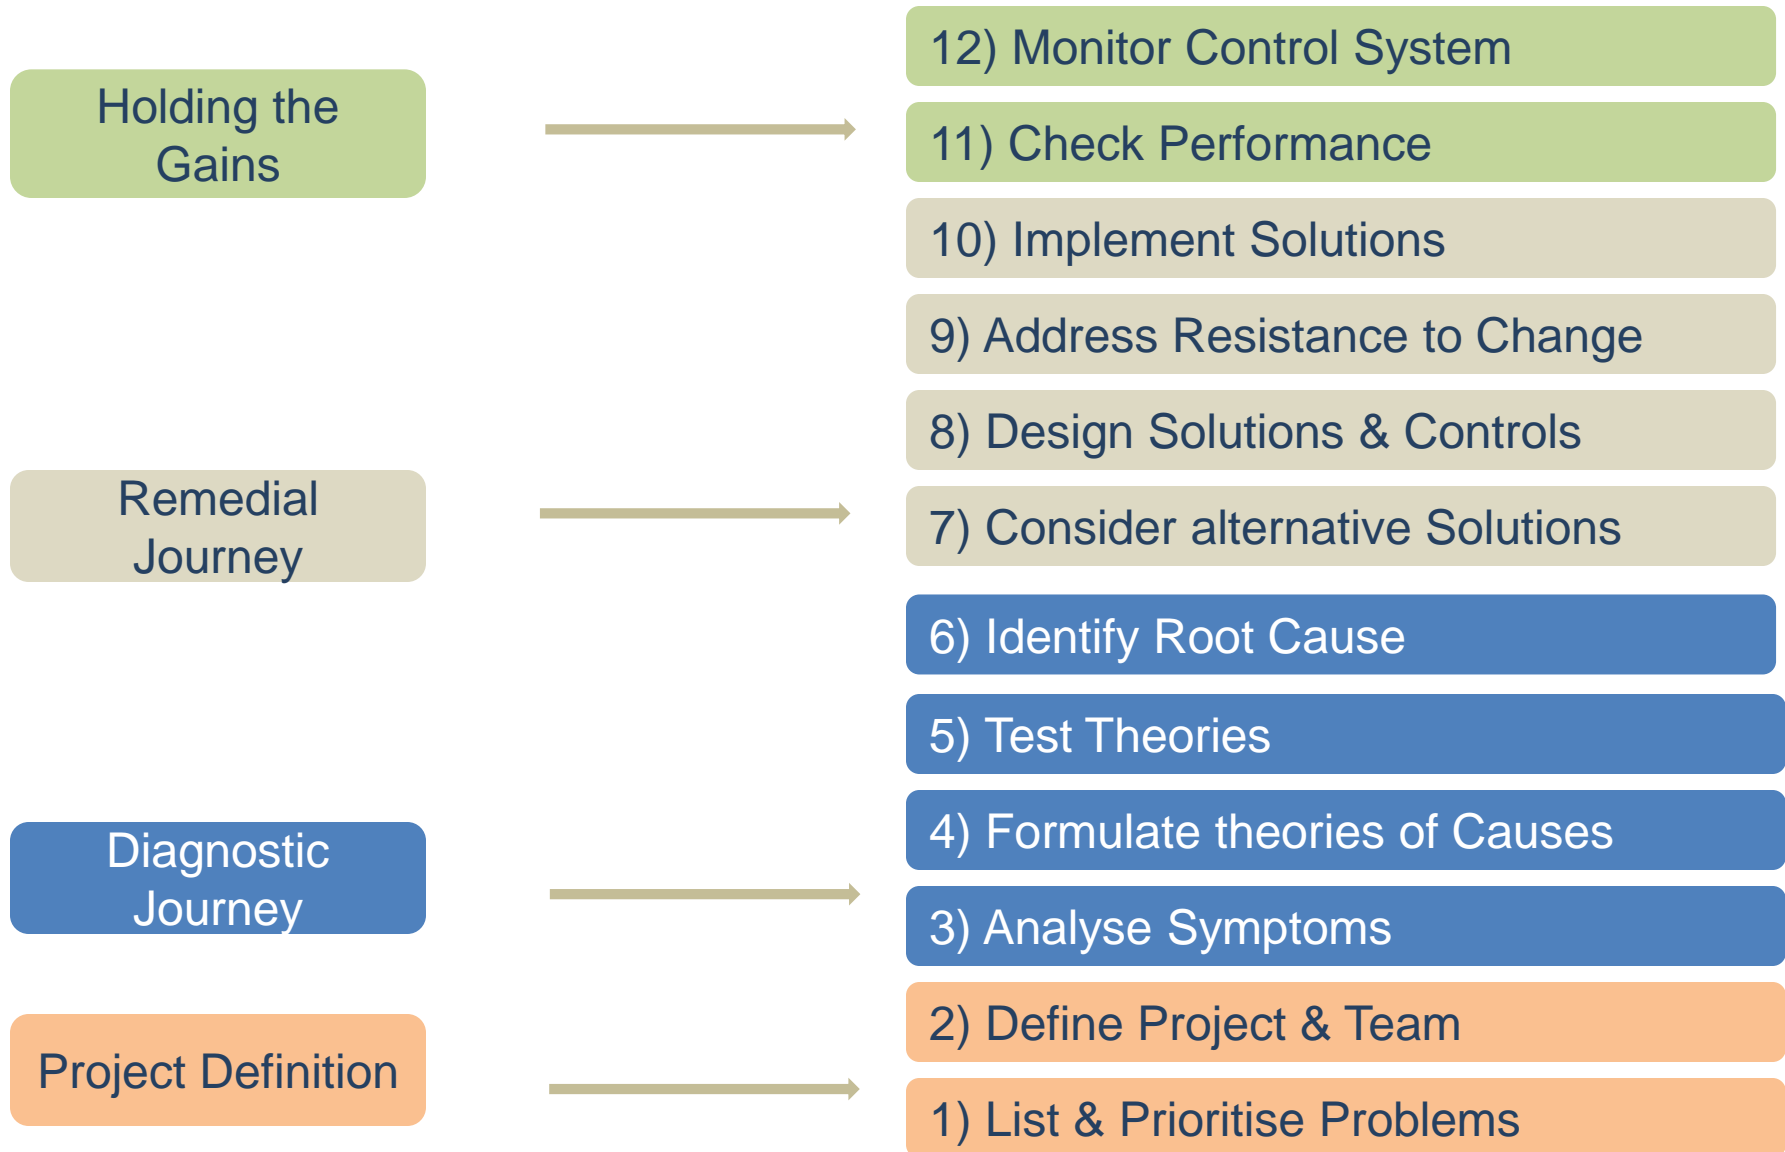 12) Monitor Control System
Holding the
Gains
11) Check Performance
10) Implement Solutions
9) Address Resistance to Change
8) Design Solutions & Controls
Remedial
Journey
7) Consider alternative Solutions
6) Identify Root Cause
5) Test Theories
Diagnostic
Journey
4) Formulate theories of Causes
3) Analyse Symptoms
2) Define Project & Team
Project Definition
1) List & Prioritise Problems